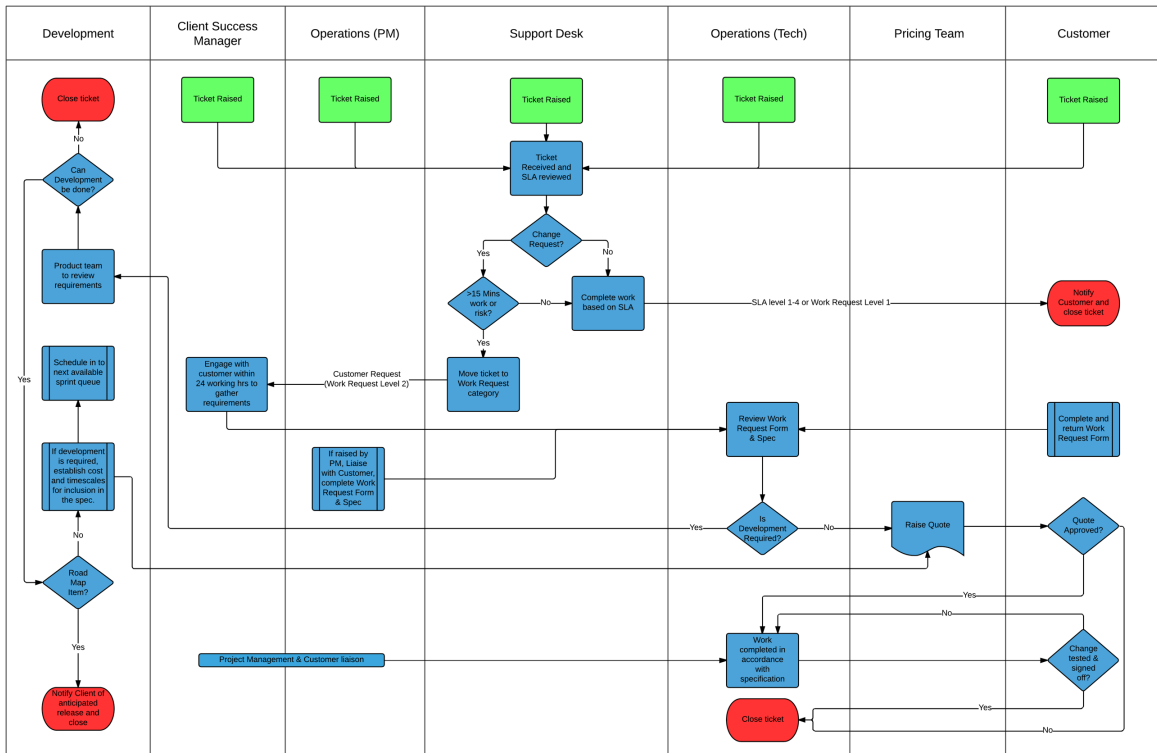 Development
Client Success
Manager
Operations (PM)
Support Desk
Operations (Tech)
Pricing Team
Customer
Close ticket
Ticket Raised
Ticket Raised
Ticket Raised
Ticket Raised
Ticket Raised
No
Can
Development
be done?
Ticket
Received and
SLA reviewed
Change
Request?
Yes
No
Product team
to review
requirements
>15 Mins
work or
risk?
No
Complete work
based on SLA
SLA level 1-4 or Work Request Level 1
Notify
Customer and
close ticket
Yes
Schedule in to
next available
sprint queue
Yes
Engage with
customer within
24 working hrs to
gather
requirements
Customer Request
(Work Request Level 2)
Move ticket to
Work Request
category
Review Work
Request Form
& Spec
Complete and
return Work
Request Form
If development
is required,
establish cost
and timescales
for inclusion in
the spec.
If raised by
PM, Liaise
with Customer,
complete Work
Request Form
& Spec
Yes
Is
Development
Required?
No
Raise Quote
Quote
Approved?
No
Road
Map
Item?
Yes
No
Yes
Project Management & Customer liaison
Work
completed in
accordance
with
specification
Change
tested &
signed
off?
Notify Client of
anticipated
release and
close
Close ticket
Yes
No